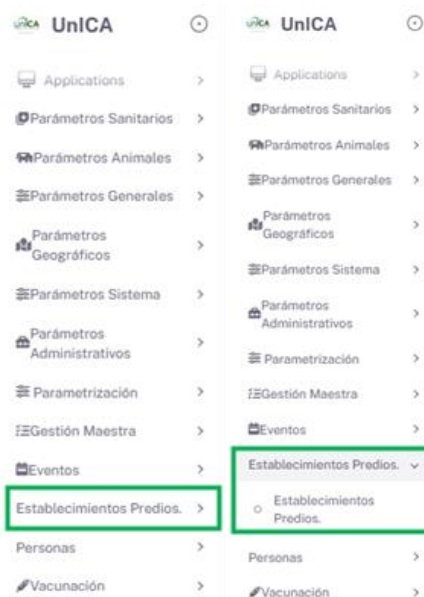 UnICA
Applications
Parámetros Sanitarios
Parámetros Animales
Parámetros Generales
Parámetros
Geográficos
Parámetros Sistema
Parámetros
Administrativos
Parametrización
Gestión Maestra
Eventos
Establecimientos Predios.
Personas
Vacunación
UnICA
Applications
Parámetros Sanitarios
Parámetros Animales
Parámetros Generales
Parámetros
Geográficos
Parámetros Sistema
Parámetros
Administrativos
Parametrización
Gestión Maestra
Eventos
Establecimientos Predios.
Establecimientos
Predios.
Personas
Vacunación